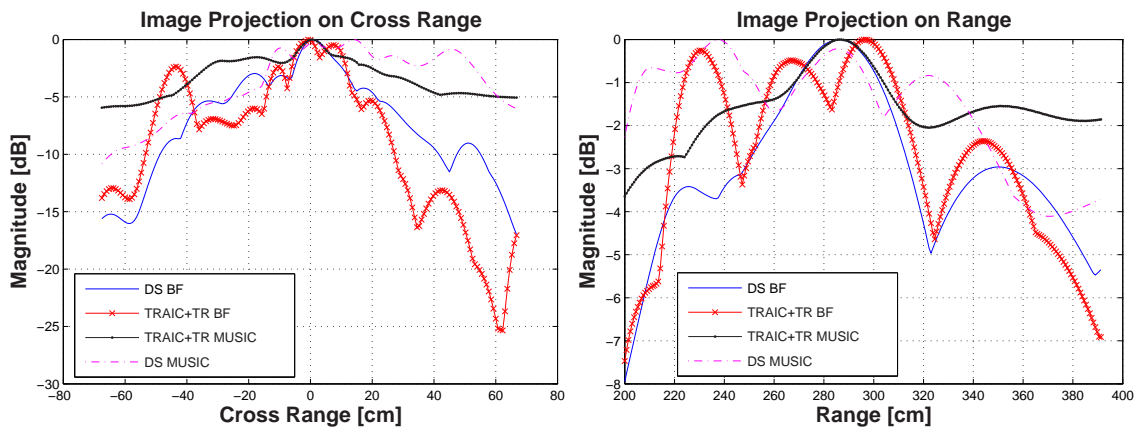 Image Projection on Cross Range
0
−5
−10
−15
−20
−25
−30
Magnitude [dB]
−80
−60
−40
−20
0
20
40
60
80
Cross Range [cm]
DS BF
TRAIC+TR BF
TRAIC+TR MUSIC
DS MUSIC
Image Projection on Range
0
−1
−2
−3
−4
−5
−6
−7
−8
Magnitude [dB]
200
220
240
260
280
300
320
340
360
380
400
Range [cm]
DS BF
TRAIC+TR BF
TRAIC+TR MUSIC
DS MUSIC